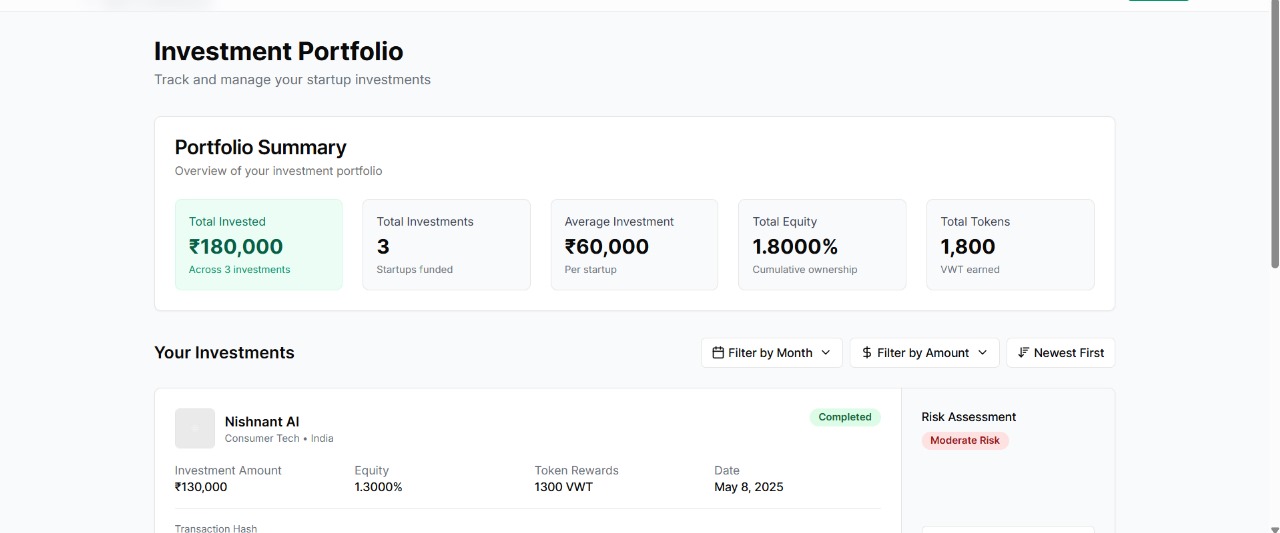 Investment Portfolio
Track and manage your startup investments
Portfolio Summary
Overview of your investment portfolio
Total Invested
₹180,000
Across 3 investments
Total Investments
3
Startups funded
Average Investment
₹60,000
Per startup
Total Equity
1.8000%
Cumulative ownership
Total Tokens
1,800
VWT earned
Your Investments
Filter by Month
Filter by Amount
Newest First
Nishnant AI
Consumer Tech • India
Completed
Investment Amount
₹130,000
Equity
1.3000%
Token Rewards
1300 VWT
Date
May 8, 2025
Transaction Hash
Risk Assessment
Moderate Risk